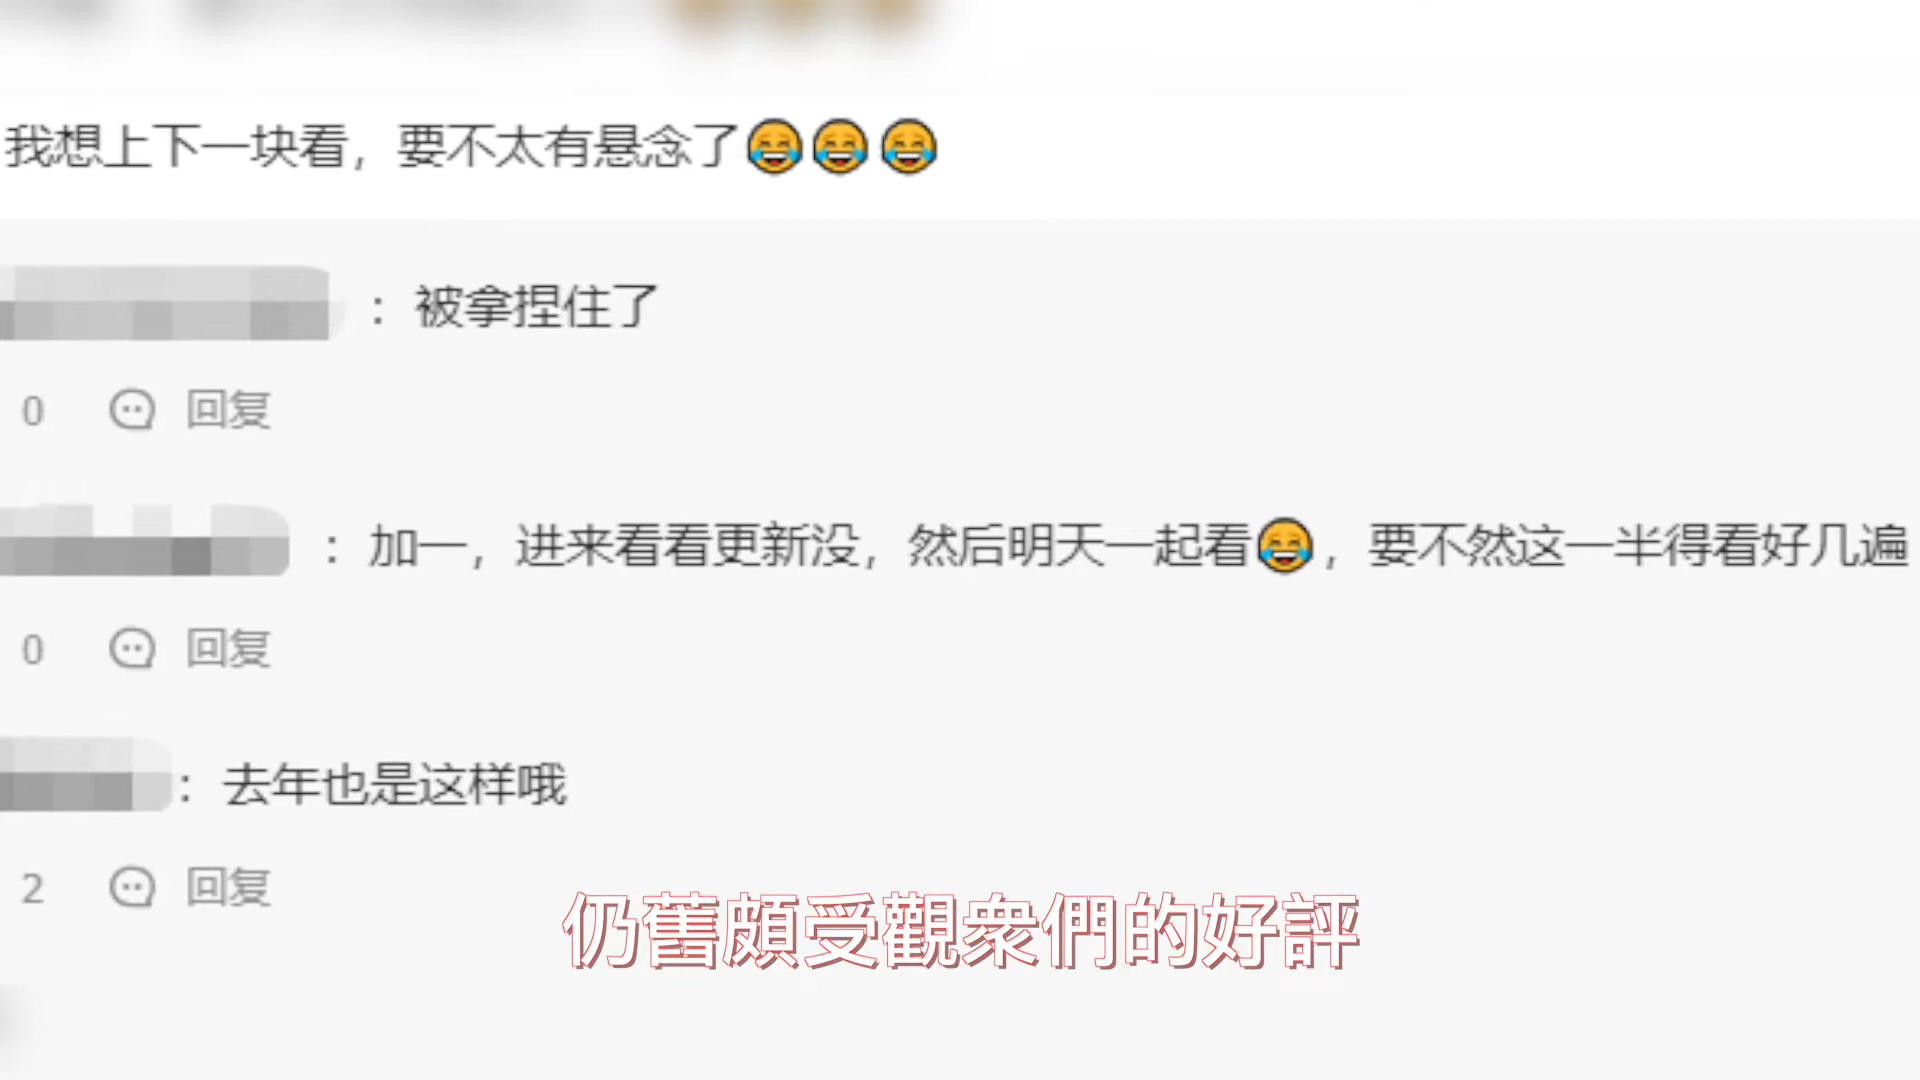 我想上下一块看，要不太有悬念了😂😂😂
：被拿捏住了
0 回复
：加一，进来看看更新没，然后明天一起看😂，要不然这一半得看好几遍
0 回复
：去年也是这样哦
2 回复
仍舊頗受觀衆們的好評